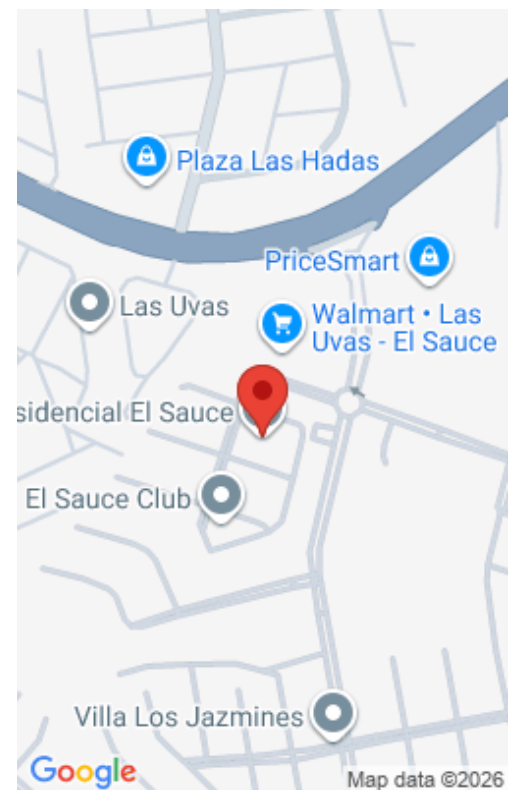 Plaza Las Hadas
PriceSmart
Las Uvas
Walmart • Las
Uvas - El Sauce
sidencial El Sauce
El Sauce Club
Villa Los Jazmines
Google
Map data ©2026